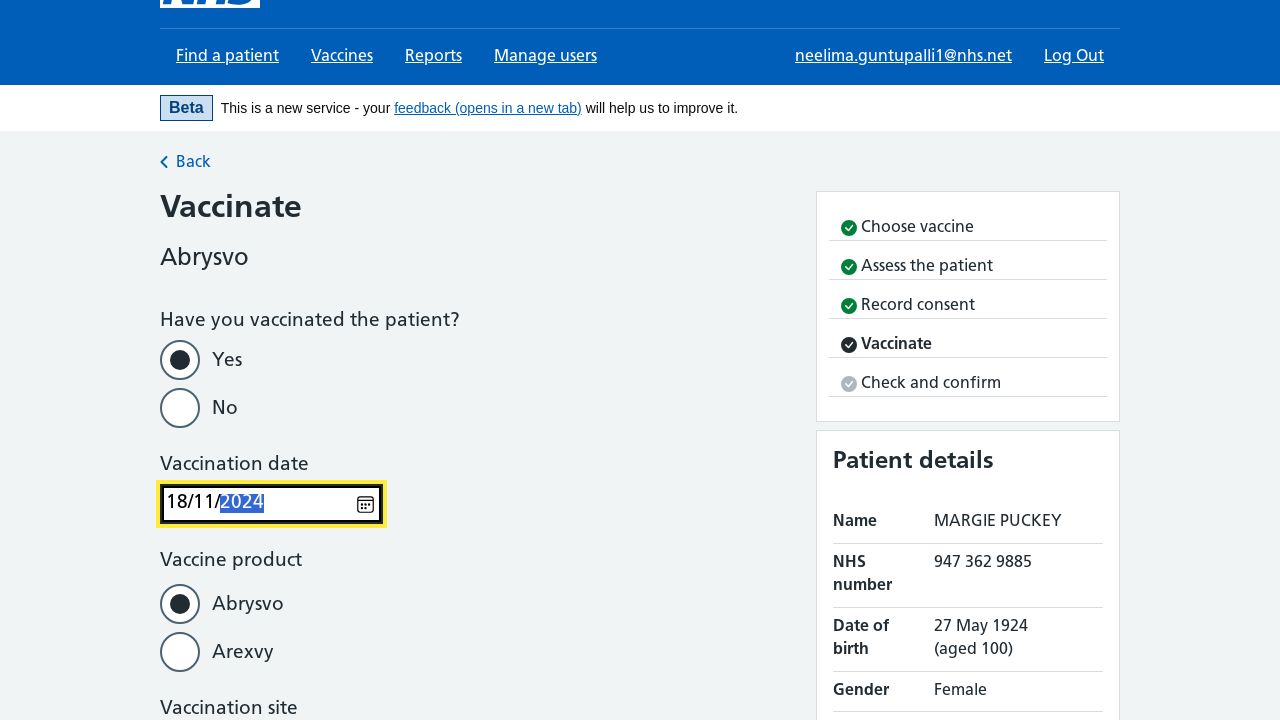 NHS
Find a patient Vaccines Reports Manage users neelima.guntupalli1@nhs.net Log Out
Beta This is a new service - your feedback (opens in a new tab) will help us to improve it.
Back
Vaccinate
Abrysvo
Have you vaccinated the patient?
Yes
No
Vaccination date
18/11/2024
Vaccine product
Abrysvo
Arexvy
Vaccination site
Choose vaccine
Assess the patient
Record consent
Vaccinate
Check and confirm
Patient details
Name MARGIE PUCKEY
NHS 947 362 9885
number
Date of 27 May 1924
birth (aged 100)
Gender Female